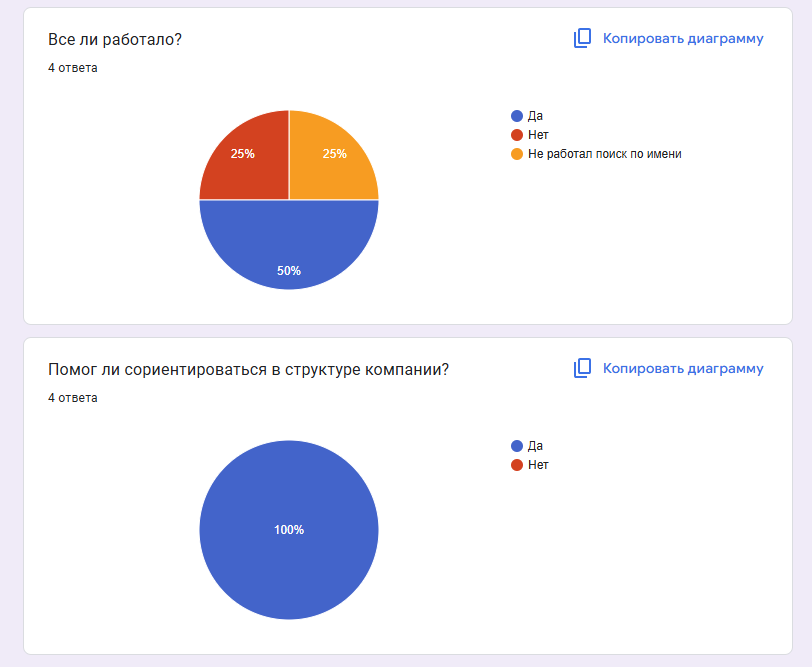 Все ли работало?
Копировать диаграмму
4 ответа
25%
25%
50%
Да
Нет
Не работал поиск по имени
Помог ли сориентироваться в структуре компании?
Копировать диаграмму
4 ответа
100%
Да
Нет